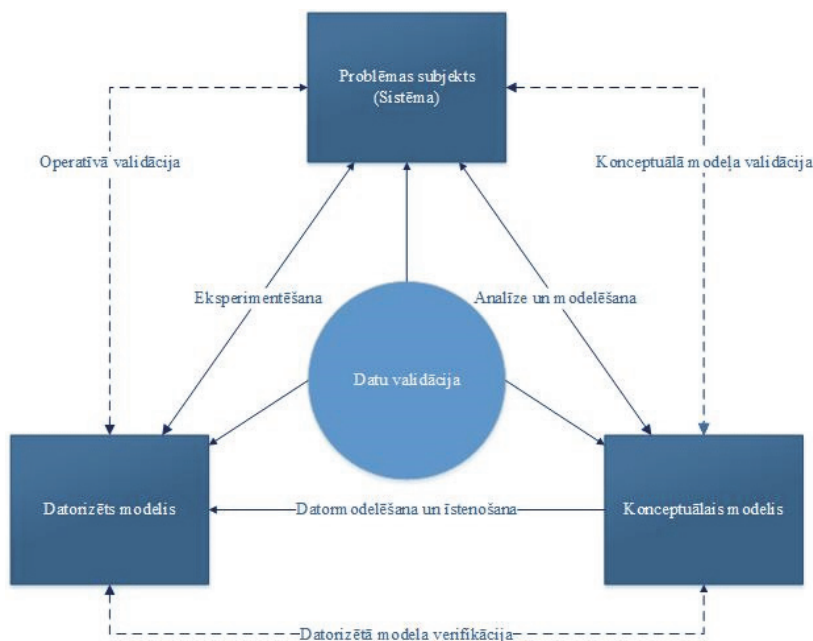 Problēmas subjekts
(Sistēma)
Operatīvā validācija
Konceptuālā modeļa validācija
Eksperimentēšana
Analīze un modelēšana
Datu validācija
Datorizēts modelis
Datormodelēšana un īstenošana
Konceptuālais modelis
Datorizētā modeļa verifikācija